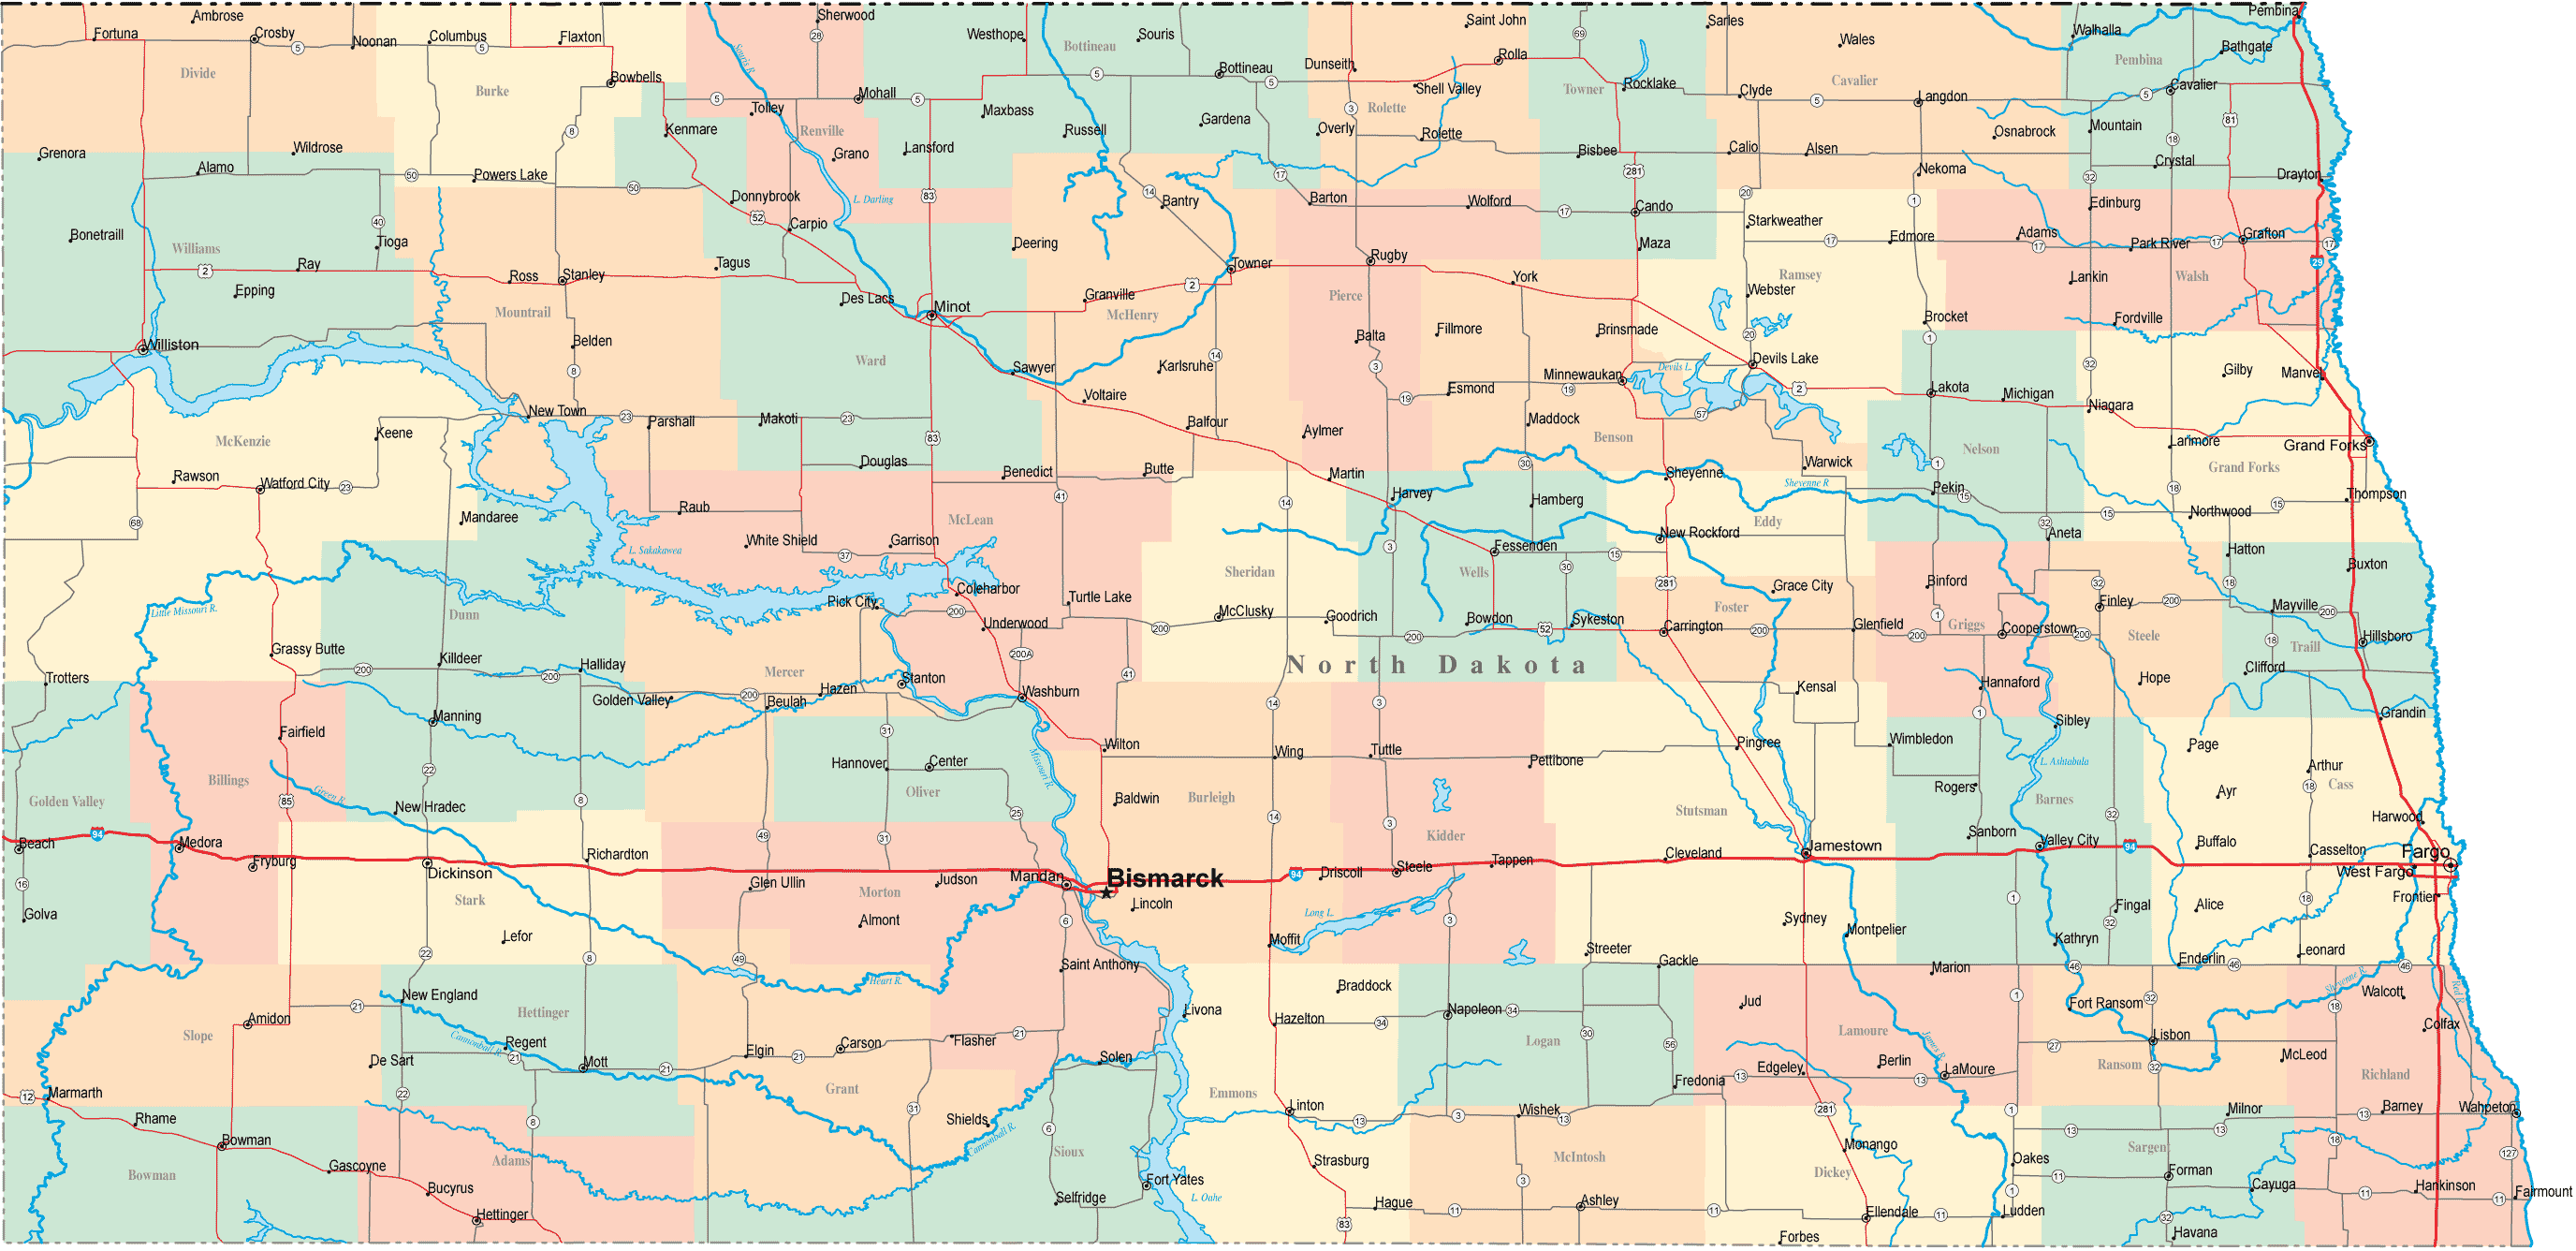 Ambrose
Sherwood
Saint John
Sarles
Pembina
Fortuna
Crosby
Noonan
Columbus
Flaxton
Westhope
Souris
Bottineau
Rolla
Wales
Walhalla
Bathgate
Divide
Burke
Bowbells
Souris R.
Bottineau
Dunseith
Shell Valley
Rolette
Towner
Rocklake
Cavalier
Pembina
Cavalier
Tolley
Mohall
Maxbass
Clyde
Langdon
Kenmare
Renville
Russell
Gardena
Overly
Rolette
Osnabrock
Mountain
Grenora
Wildrose
Grano
Lansford
Bisbee
Calio
Alsen
Crystal
Alamo
Powers Lake
Nekoma
Drayton
Donnybrook
L. Darling
Bantry
Barton
Wolford
Cando
Edinburg
Carpio
Starkweather
Bonetraill
Williams
Tioga
Deering
Maza
Edmore
Adams
Park River
Grafton
Ray
Ross
Stanley
Tagus
Towner
Rugby
York
Ramsey
Lankin
Walsh
Epping
Mountrail
Des Lacs
Minot
Granville
McHenry
Pierce
Webster
Williston
Belden
Ward
Balta
Fillmore
Brinsmade
Brocket
Fordville
Sawyer
Karlsruhe
Minnewaukan
Devils L.
Devils Lake
Gilby
Manvel
Voltaire
Esmond
Lakota
Michigan
Niagara
New Town
Parshall
Makoti
Balfour
Aylmer
Maddock
Benson
McKenzie
Keene
Nelson
Larimore
Grand Forks
Douglas
Benedict
Butte
Martin
Sheyenne
Warwick
Grand Forks
Rawson
Watford City
Harvey
Hamberg
Sheyenne R
Pekin
Thompson
Mandaree
Raub
McLean
Eddy
Northwood
White Shield
Garrison
New Rockford
Aneta
L. Sakakawea
Fessenden
Hatton
Sheridan
Wells
Buxton
Coleharbor
Grace City
Binford
Little Missouri R.
Dunn
Pick City
Turtle Lake
McClusky
Goodrich
Bowdon
Sykeston
Foster
Finley
Mayville
Underwood
Carrington
Glenfield
Griggs
Cooperstown
Steele
Hillsboro
Grassy Butte
Killdeer
Halliday
Mercer
North Dakota
Traill
Clifford
Trotters
Golden Valley
Beulah
Hazen
Stanton
Washburn
Kensal
Hannaford
Hope
Manning
Grandin
Fairfield
Wilton
Wing
Tuttle
Pettibone
Pingree
Wimbledon
Sibley
Page
Missouri R.
Golden Valley
Billings
Green R.
New Hradec
Hannover
Center
Oliver
Baldwin
Burleigh
Stutsman
Rogers
L. Ashtabula
Barnes
Arthur
Cass
Ayr
Kidder
Harwood
Beach
Medora
Fryburg
Dickinson
Richardton
Sanborn
Valley City
Buffalo
Casselton
Fargo
Cleveland
Jamestown
West Fargo
Stark
Glen Ullin
Morton
Judson
Mandan
Bismarck
Driscoll
Steele
Tappen
Frontier
Golva
Almont
Lincoln
Long L.
Sydney
Montpelier
Fingal
Alice
Lefor
Moffit
Streeter
Kathryn
Leonard
Saint Anthony
Gackle
Marion
Enderlin
Heart R.
Sheyenne R.
Red R.
New England
Hettinger
Livona
Braddock
Napoleon
Jud
Fort Ransom
Walcott
Slope
Amidon
Hazelton
Lamoure
Lisbon
Colfax
Cannonball R.
Regent
Elgin
Carson
Flasher
Logan
James R.
De Sart
Mott
Solen
Edgeley
Berlin
LaMoure
Ransom
McLeod
Marmarth
Grant
Emmons
Fredonia
Richland
Rhame
Shields
Linton
Wishek
Milnor
Barney
Wahpeton
Bowman
Cannonball R.
Sioux
Monango
Sargent
Bowman
Gascoyne
Adams
Strasburg
McIntosh
Dickey
Oakes
Forman
Bucyrus
Selfridge
Fort Yates
L. Oahe
Hague
Ashley
Cayuga
Hankinson
Fairmount
Hettinger
Ellendale
Ludden
Havana
Forbes